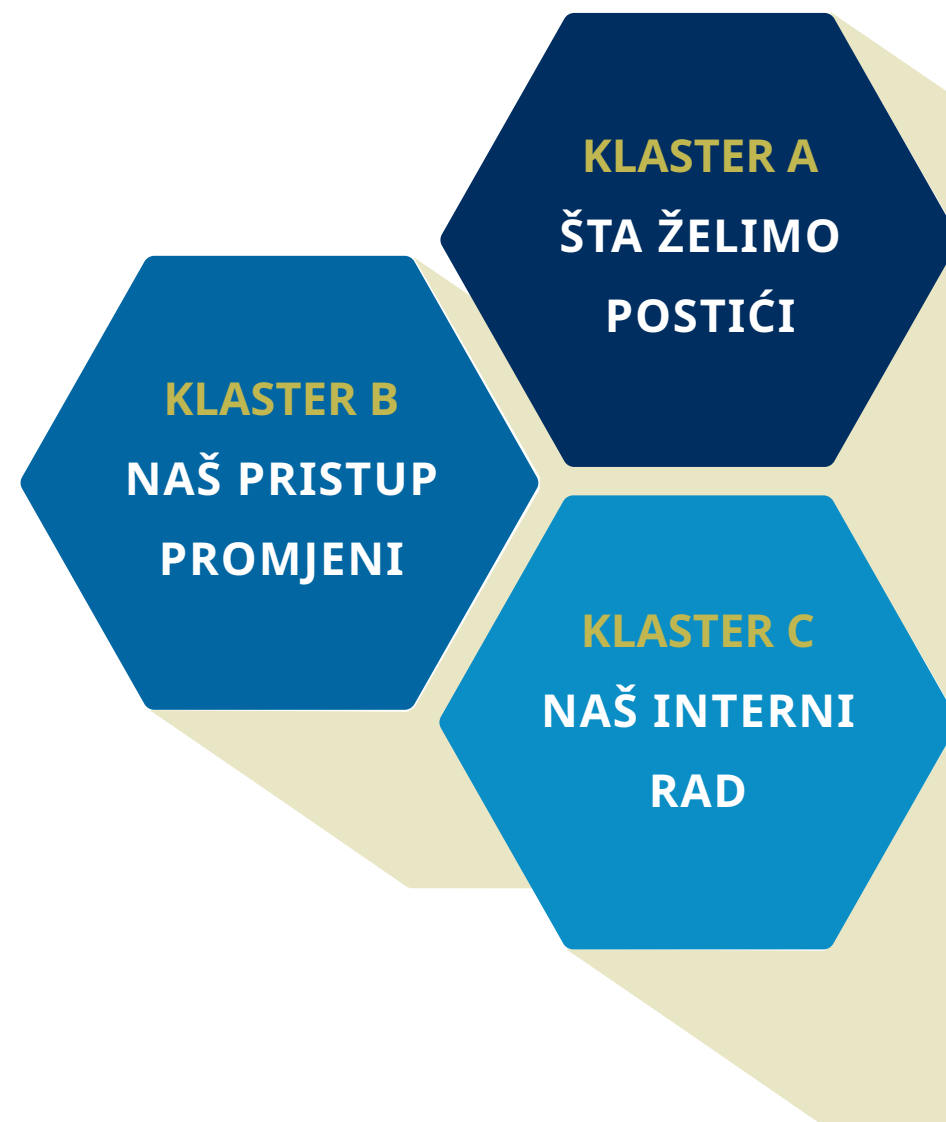 KLASTER A
ŠTA ŽELIMO
POSTIĆI
KLASTER B
NAŠ PRISTUP
PROMJENI
KLASTER C
NAŠ INTERNI
RAD